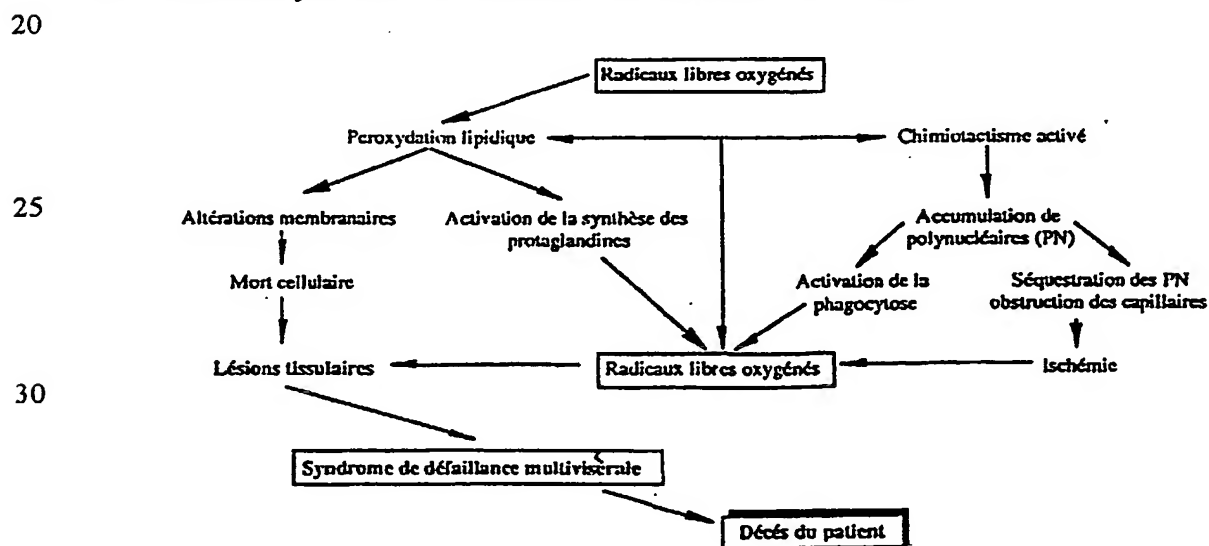 20
Radicaux libres oxygénés
Peroxydation lipidique
Chimiotactisme activé
25
Altérations membranaires
Activation de la synthèse des
protaglandines
Accumulation de
polynucléaires (PN)
Mort cellulaire
Activation de la
phagocytose
Séquestration des PN
obstruction des capillaires
Lésions tissulaires
Radicaux libres oxygénés
Ischémie
30
Syndrome de défaillance multivisérale
Décés du patient